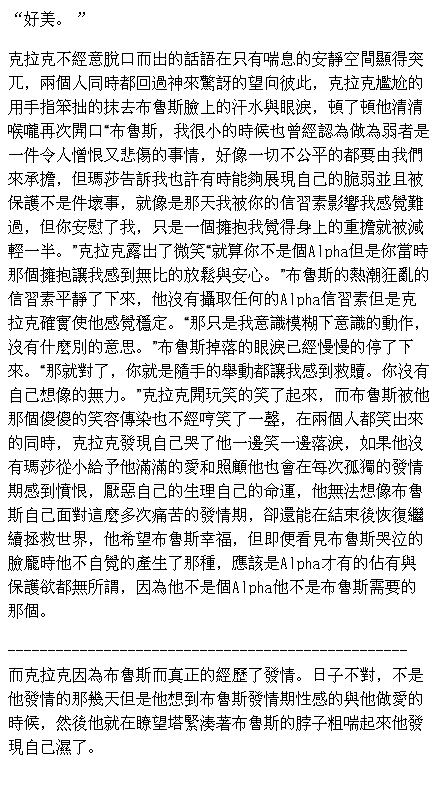 “好美。”
克拉克不經意脫口而出的話語在只有喘息的安靜空間顯得突
兀，兩個人同時都回過神來驚訝的望向彼此，克拉克尷尬的
用手指笨拙的抹去布魯斯臉上的汗水與眼淚，頓了頓他清清
喉嚨再次開口“布魯斯，我很小的時候也曾經認為做為弱者是
一件令人憎恨又悲傷的事情，好像一切不公平的都要由我們
來承擔，但瑪莎告訴我也許有時能夠展現自己的脆弱並且被
保護不是件壞事，就像是那天我被你的信息素影響我感覺難
過，但你安慰了我，只是一個擁抱我覺得身上的重擔就被減
輕一半。”克拉克露出了微笑“就算你不是個Alpha但是你當時
那個擁抱讓我感到無比的放鬆與安心。”布魯斯的熱潮狂亂的
信習素平靜了下來，他沒有攝取任何的Alpha信習素但是克
拉克確實使他感覺穩定。“那只是我意識模糊下意識的動作，
沒有什麼別的意思。”布魯斯掉落的眼淚已經慢慢的停了下
來。“那就對了，你就是隨手的舉動都讓我感到救贖。你沒有
自己想像的無力。”克拉克開玩笑的笑了起來，而布魯斯被他
那個傻傻的笑容傳染也不經哼笑了一聲，在兩個人都笑出來
的同時，克拉克發現自己哭了他一邊笑一邊落淚，如果他沒
有瑪莎從小給予他滿滿的愛和照顧他也會在每次孤獨的發情
期感到憤恨，厭惡自己的生理自己的命運，他無法想像布魯
斯自己面對這麼多次痛苦的發情期，卻還能在結束後恢復繼
續拯救世界，他希望布魯斯幸福，但即便看見布魯斯哭泣的
臉龐時他不自覺的產生了那種，應該是Alpha才有的佔有與
保護欲都無所謂，因為他不是個Alpha他不是布魯斯需要的
那個。
--------------------------------------------------
而克拉克因為布魯斯而真正的經歷了發情。日子不對，不是
他發情的那幾天但是他想到布魯斯發情期性感的與他做愛的
時候，然後他就在瞭望塔緊湊著布魯斯的脖子粗喘起來他發
現自己濕了。